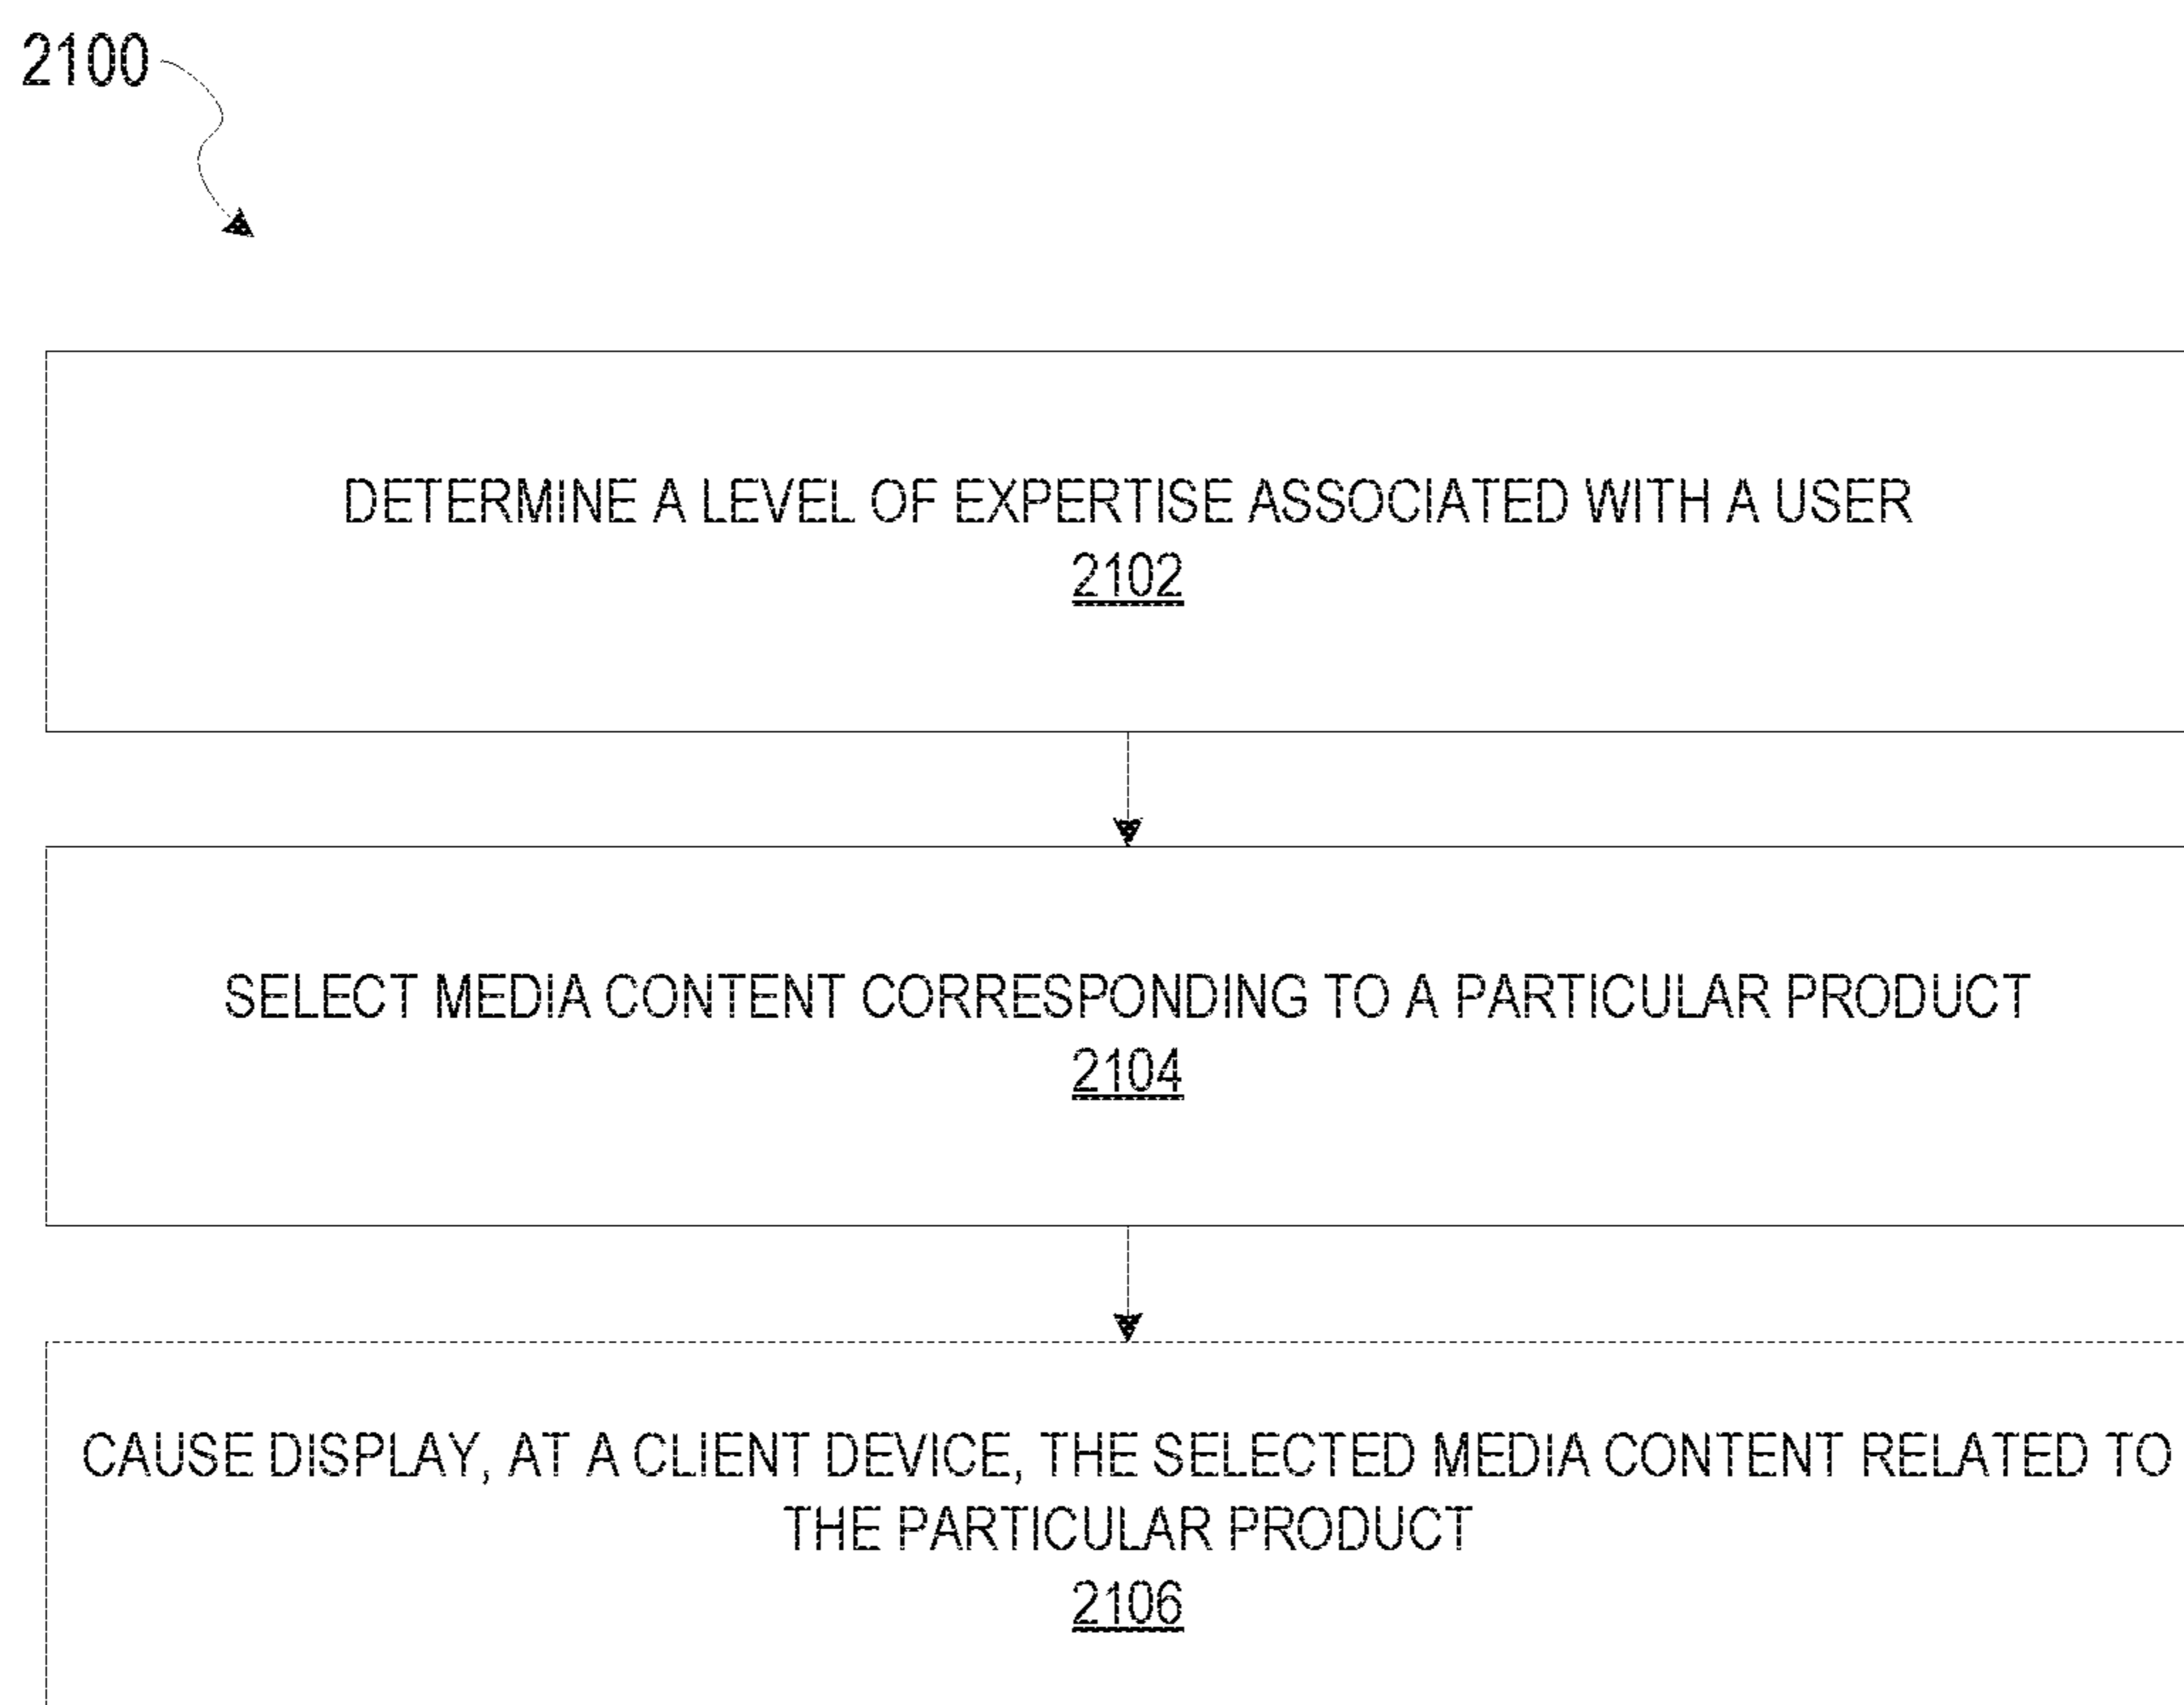 2100
DETERMINE A LEVEL OF EXPERTISE ASSOCIATED WITH A USER
2102
SELECT MEDIA CONTENT CORRESPONDING TO A PARTICULAR PRODUCT
2104
CAUSE DISPLAY, AT A CLIENT DEVICE, THE SELECTED MEDIA CONTENT RELATED TO
THE PARTICULAR PRODUCT
2106